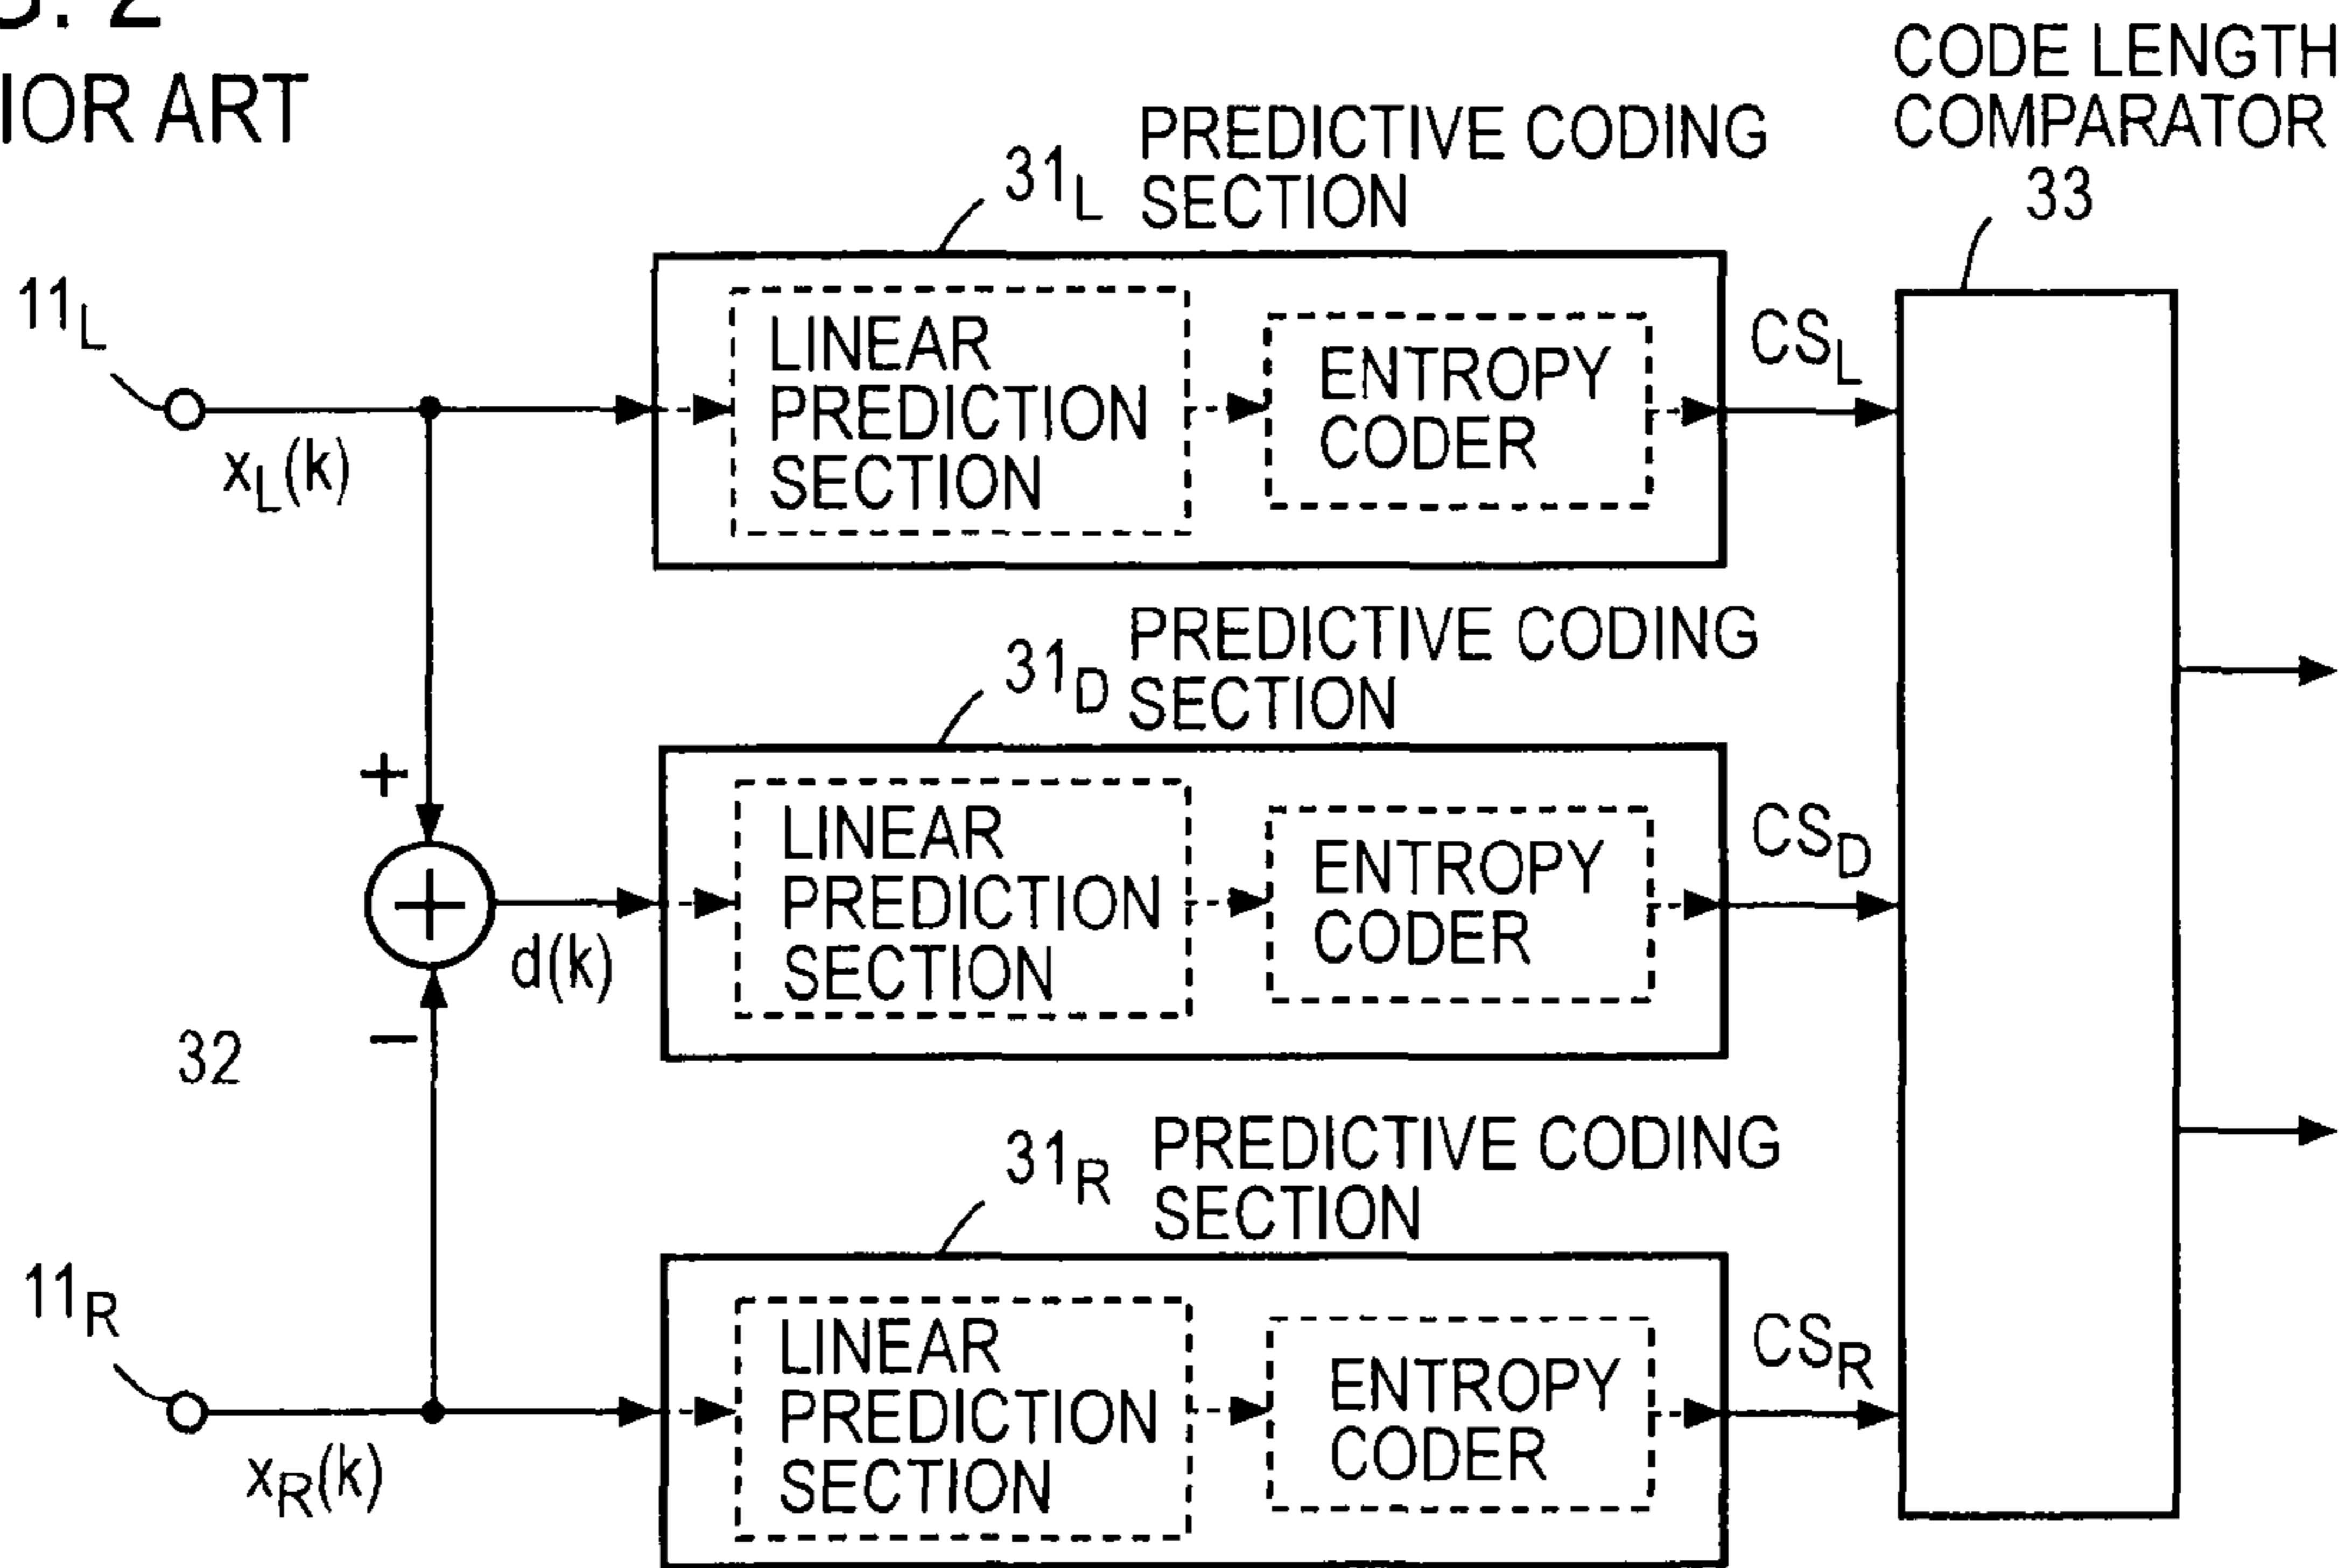 . 2
IOR ART
CODE LENGTH
COMPARATOR
33
PREDICTIVE CODING
SECTION
31L
11L
xL(k)
LINEAR
PREDICTION
SECTION
ENTROPY
CODER
CSL
PREDICTIVE CODING
SECTION
31D
+
+
−
32
d(k)
LINEAR
PREDICTION
SECTION
ENTROPY
CODER
CSD
PREDICTIVE CODING
SECTION
31R
11R
xR(k)
LINEAR
PREDICTION
SECTION
ENTROPY
CODER
CSR